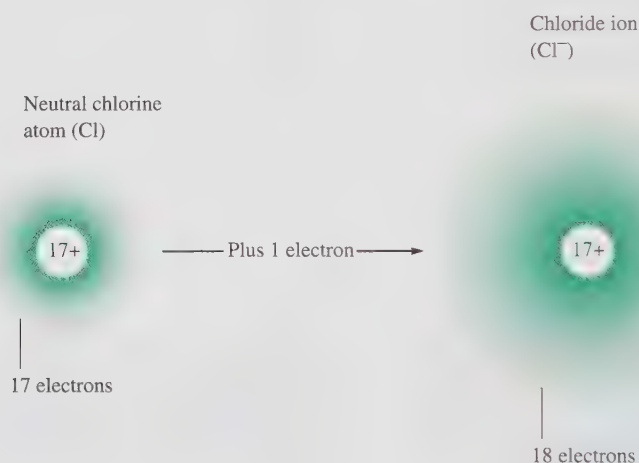 Neutral chlorine
atom (Cl)
17+
17 electrons
Plus 1 electron
Chloride ion
(Cl⁻)
17+
18 electrons